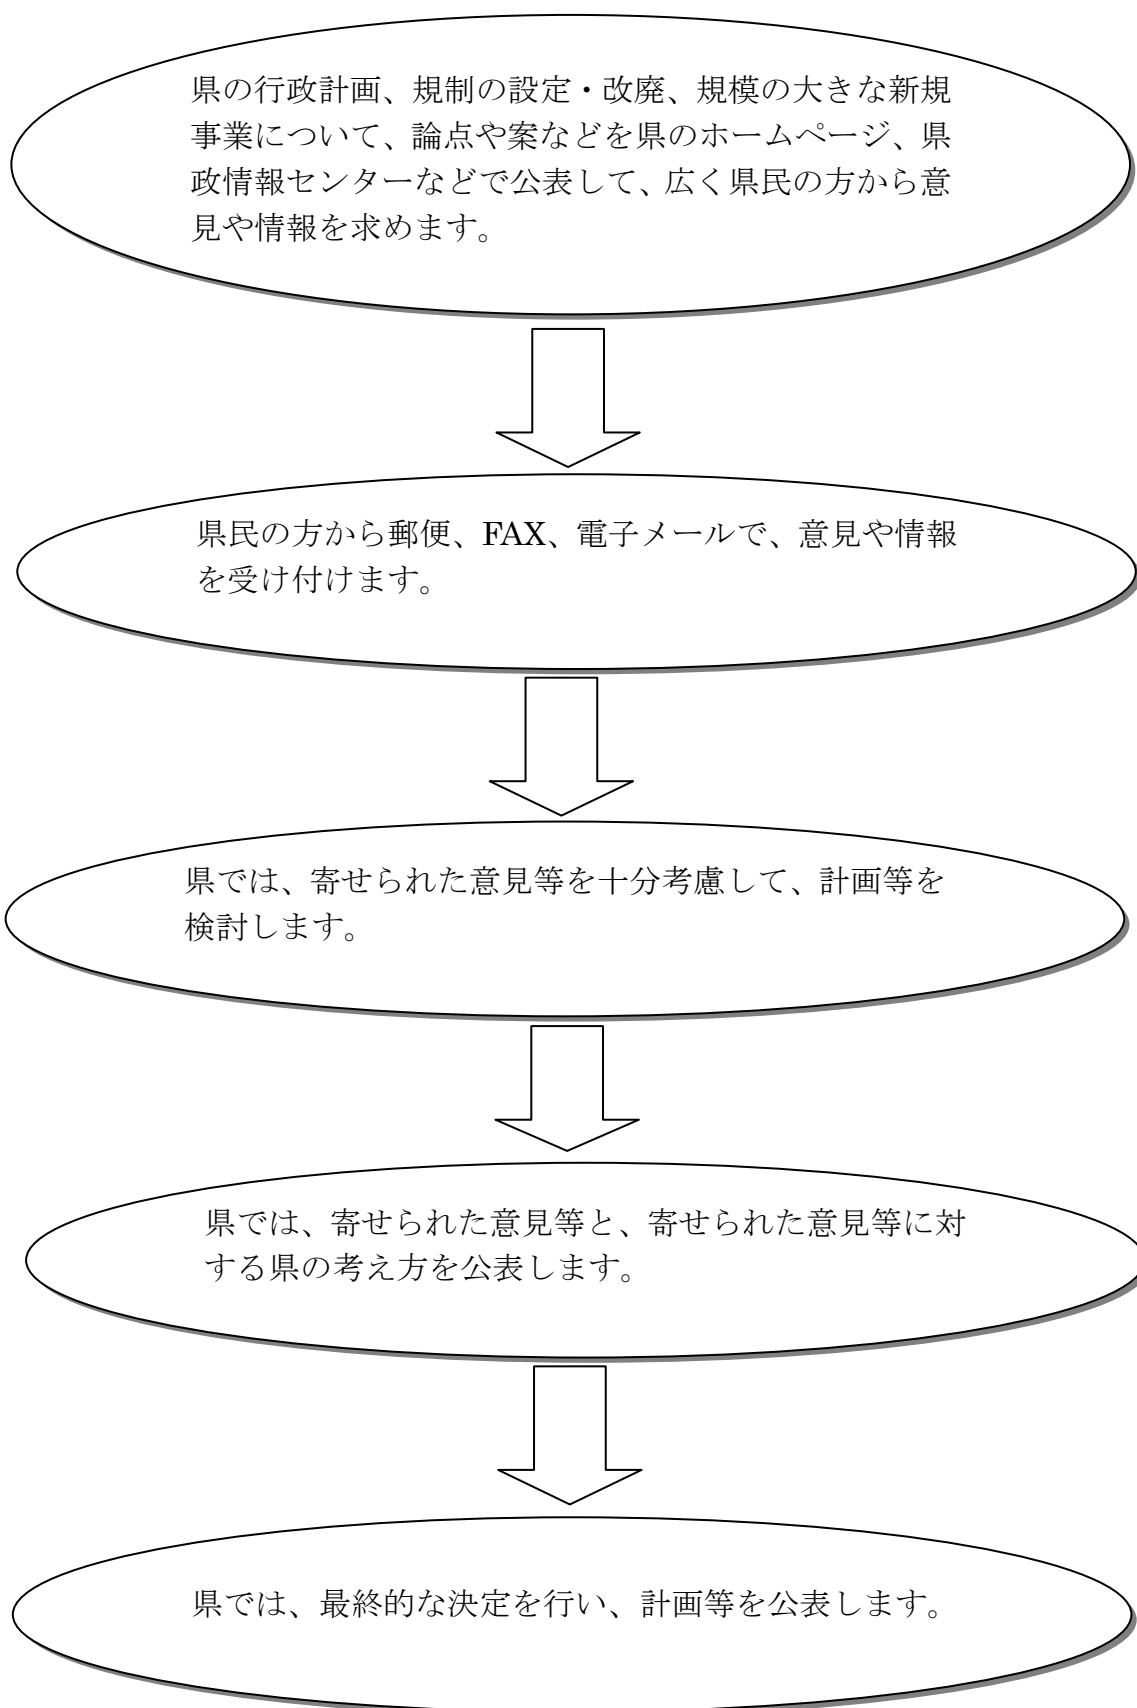 県の行政計画、規制の設定・改廃、規模の大きな新規
事業について、論点や案などを県のホームページ、県
政情報センターなどで公表して、広く県民の方から意
見や情報を求めます。
県民の方から郵便、FAX、電子メールで、意見や情報
を受け付けます。
県では、寄せられた意見等を十分考慮して、計画等を
検討します。
県では、寄せられた意見等と、寄せられた意見等に対
する県の考え方を公表します。
県では、最終的な決定を行い、計画等を公表します。